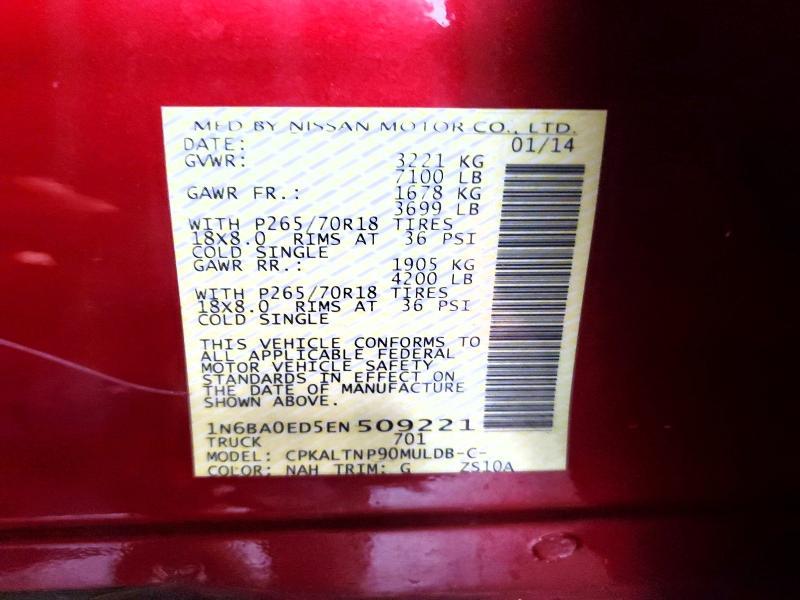 MFD BY NISSAN MOTOR CO., LTD.
DATE: 01/14
GVWR: 3221 KG
7100 LB
GAWR FR.: 1678 KG
3699 LB
WITH P265/70R18 TIRES
18X8.0 RIMS AT 36 PSI
COLD SINGLE
GAWR RR.: 1905 KG
4200 LB
WITH P265/70R18 TIRES
18X8.0 RIMS AT 36 PSI
COLD SINGLE
THIS VEHICLE CONFORMS TO
ALL APPLICABLE FEDERAL
MOTOR VEHICLE SAFETY
STANDARDS IN EFFECT ON
THE DATE OF MANUFACTURE
SHOWN ABOVE.
1N6BA0ED5EN 509221
TRUCK 701
MODEL: CPKALTNP90MULDB-C-
COLOR: NAH TRIM: G ZS10A